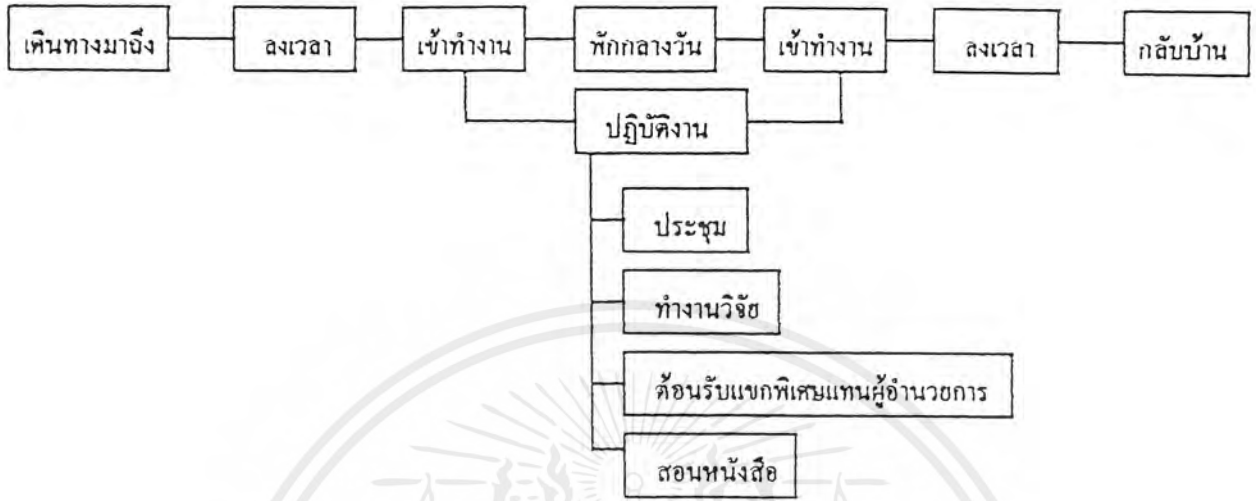 เดินทางมาถึง ลงเวลา เข้าทำงาน พักกลางวัน เข้าทำงาน ลงเวลา กลับบ้าน
ปฏิบัติงาน
ประชุม
ทำงานวิจัย
ต้อนรับแขกพิเศษแทนผู้อำนวยการ
สอนหนังสือ